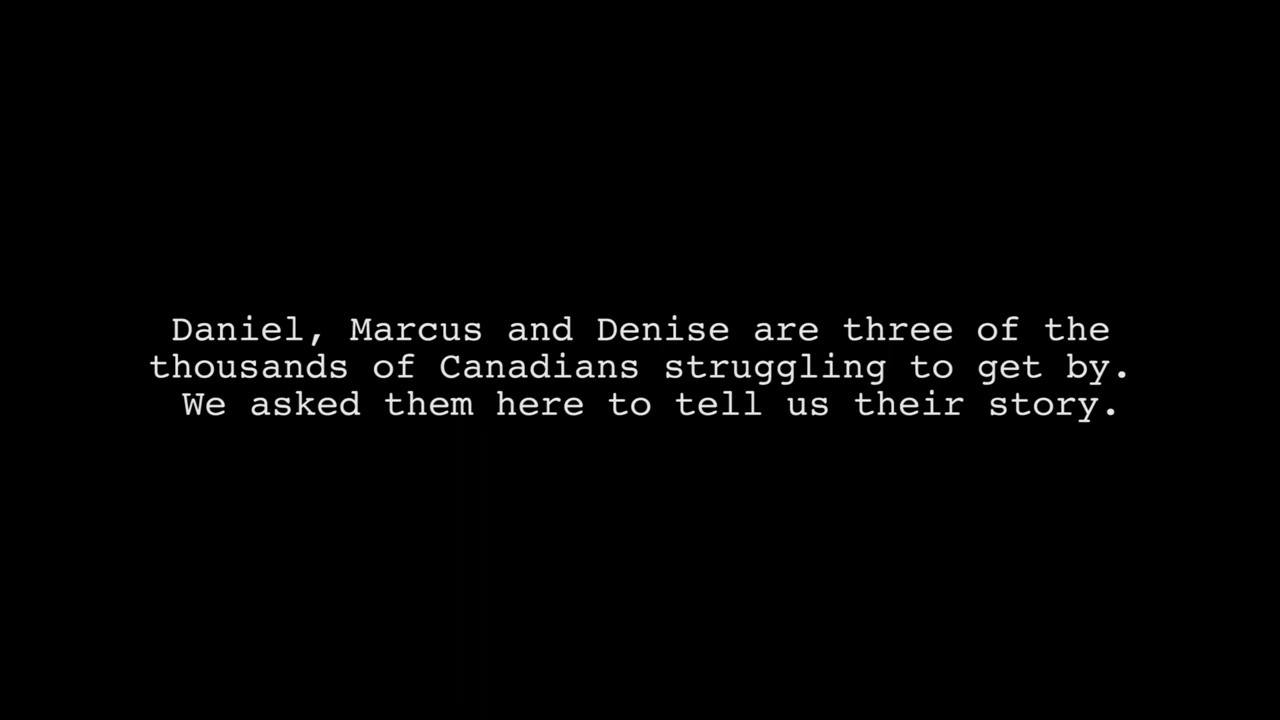 Daniel, Marcus and Denise are three of the
thousands of Canadians struggling to get by.
We asked them here to tell us their story.